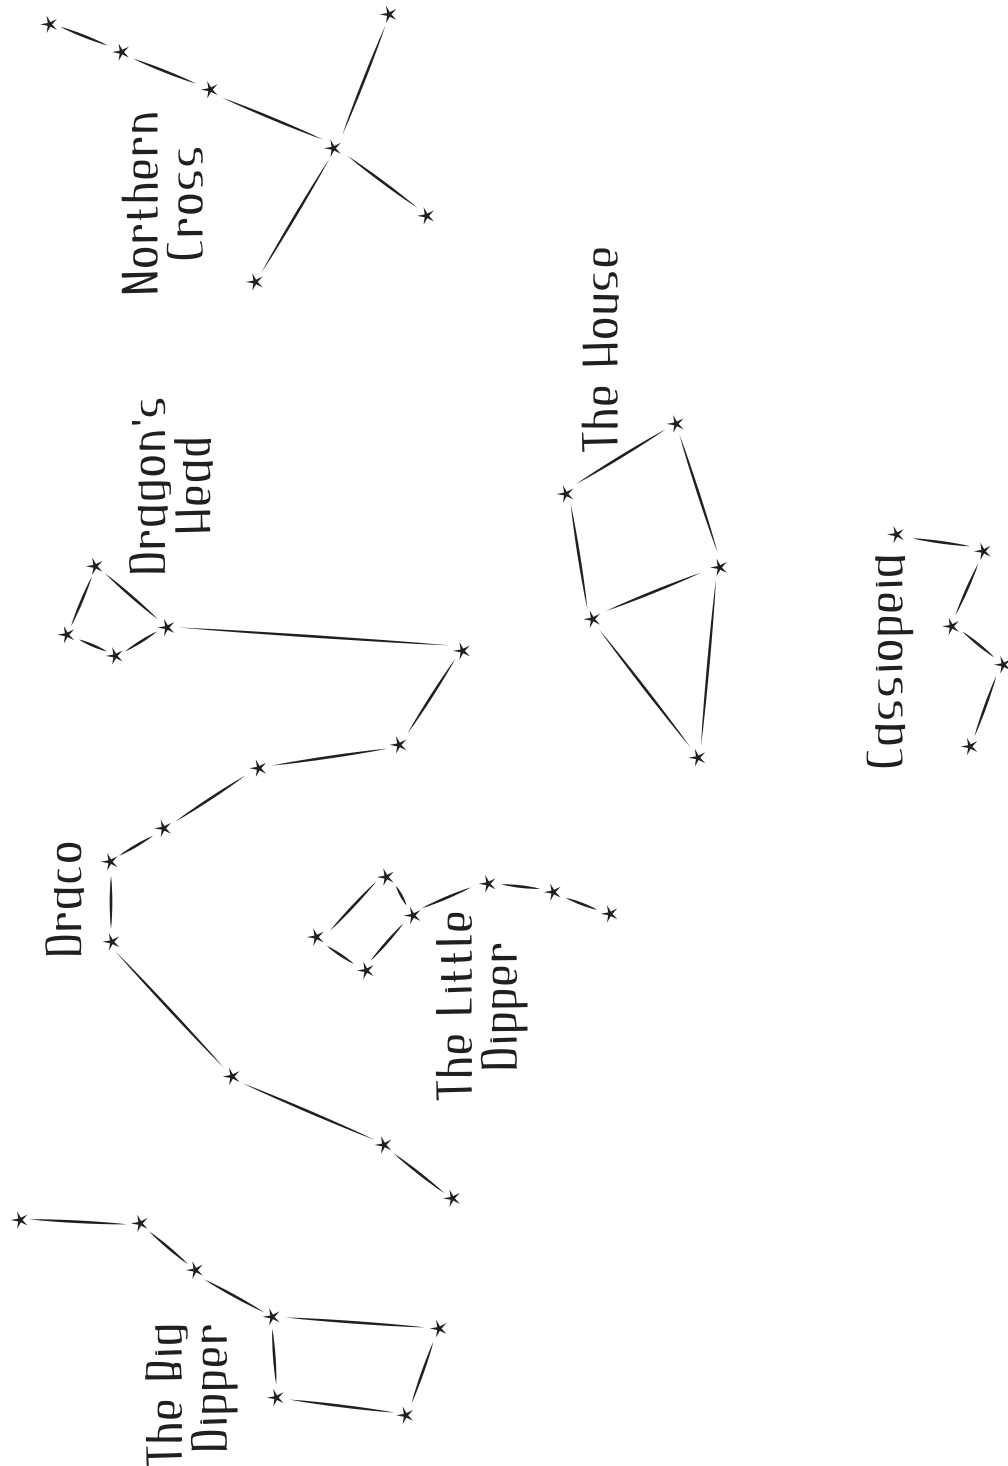 Northern
Cross
Dragon's
Head
The House
Cassiopeia
Draco
The Little
Dipper
The Big
Dipper